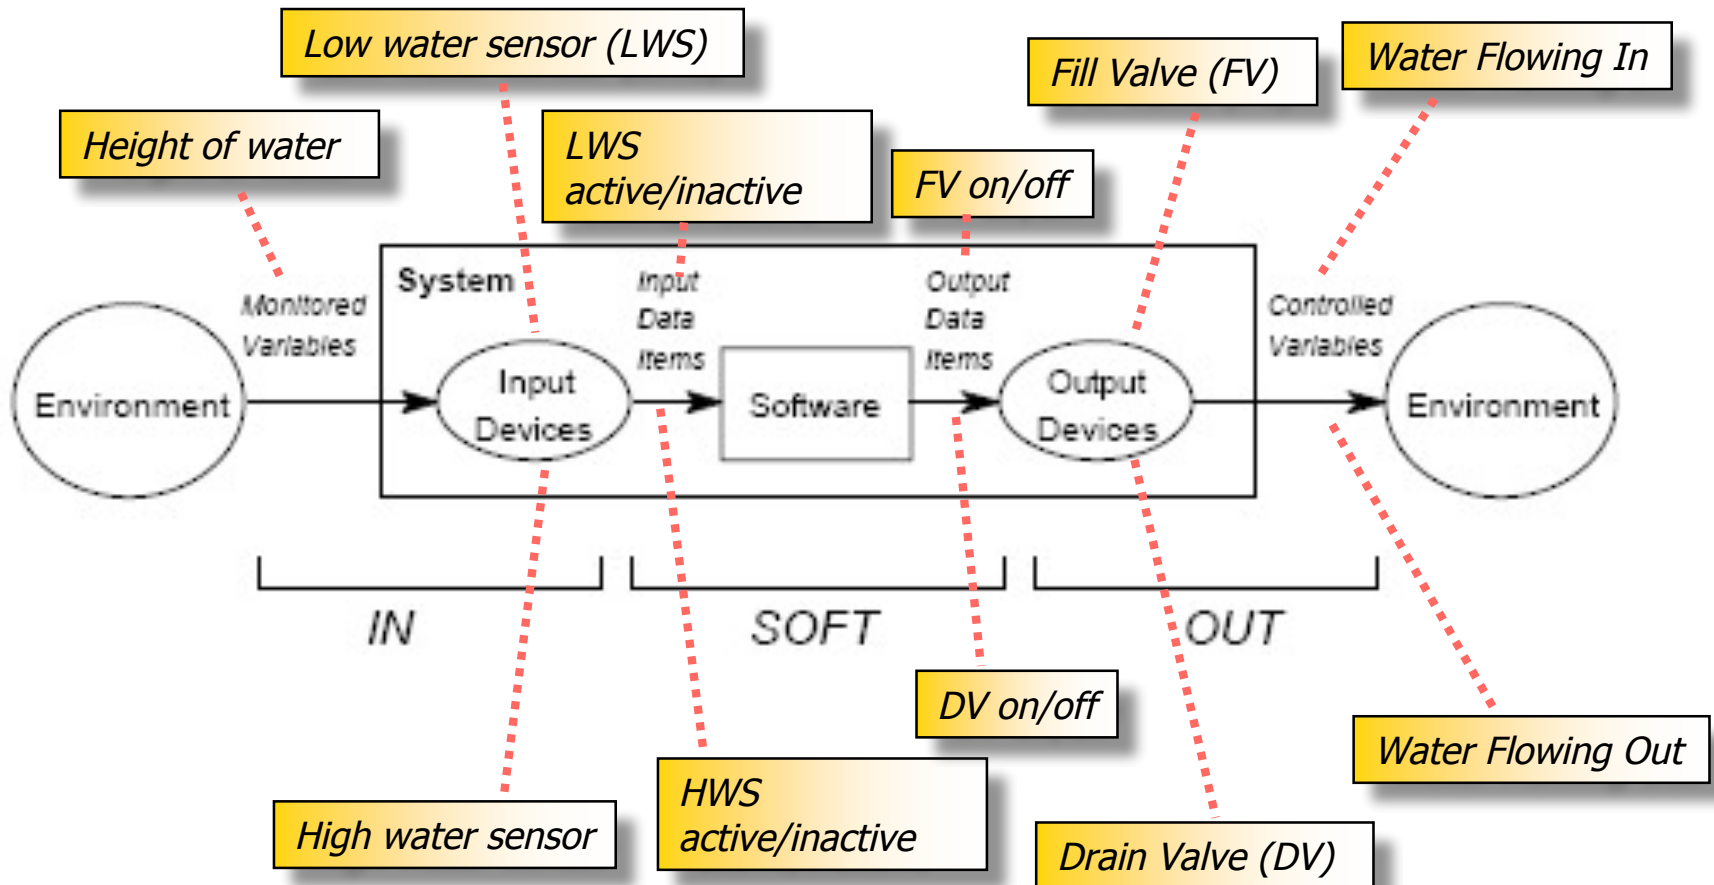 Low water sensor (LWS)
Fill Valve (FV)
Water Flowing In
Height of water
LWS
active/inactive
FV on/off
System
Monitored
Variables
Input
Data
Items
Output
Data
Items
Controlled
Variables
Environment
Input
Devices
Software
Output
Devices
Environment
IN
SOFT
OUT
DV on/off
Water Flowing Out
High water sensor
HWS
active/inactive
Drain Valve (DV)